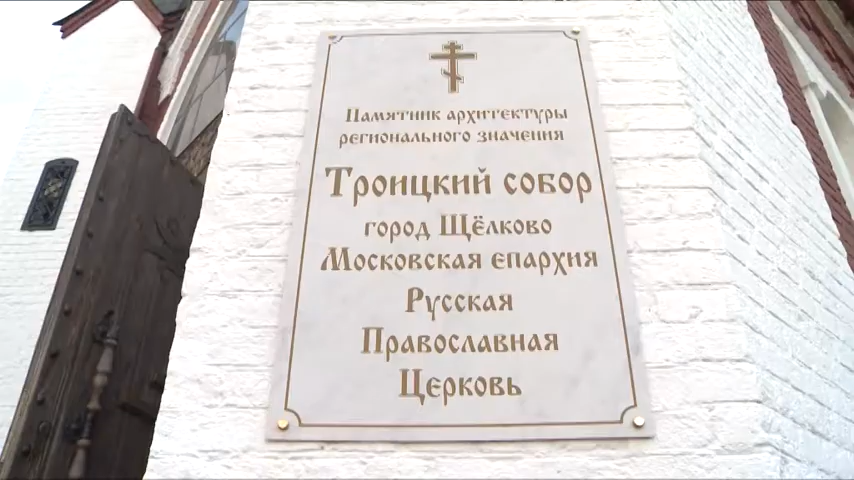 Памятник архитектуры
регионального значения
Троицкий собор
город Щёлково
Московская епархия
Русская
Православная
Церковь